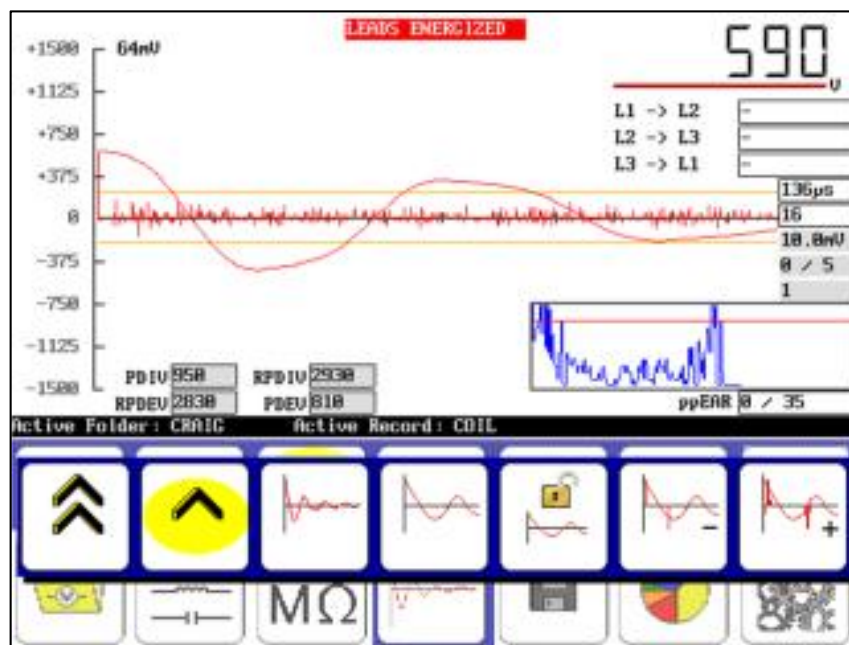 LEADS ENERGIZED
590
V
+1500
64mV
+1125
+750
+375
0
-375
-750
-1125
-1500
L1 -> L2 -
L2 -> L3 -
L3 -> L1 -
136µs
16
10.0mV
0 / 5
1
PDIV 950 RPDIV 2930
RPDEV 2830 PDEV 810
ppEAR 0 / 35
Active Folder: CRAIG Active Record: COIL
- +
MΩ